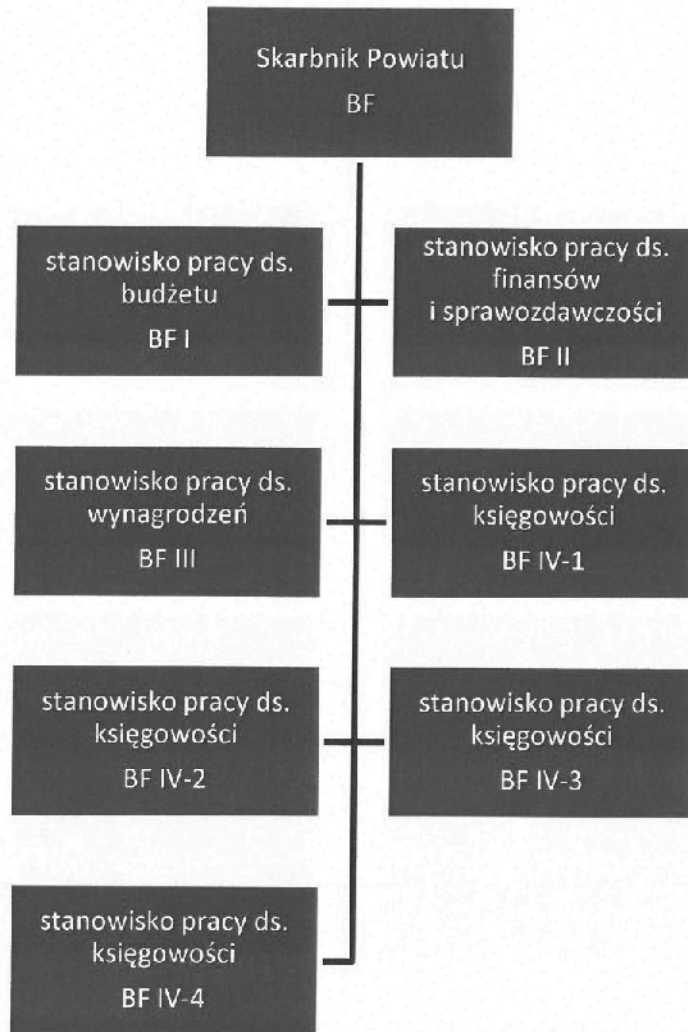 Skarbnik Powiatu
BF
stanowisko pracy ds.
budżetu
BF I
stanowisko pracy ds.
finansów
i sprawozdawczości
BF II
stanowisko pracy ds.
wynagrodzeń
BF III
stanowisko pracy ds.
księgowości
BF IV-1
stanowisko pracy ds.
księgowości
BF IV-2
stanowisko pracy ds.
księgowości
BF IV-3
stanowisko pracy ds.
księgowości
BF IV-4